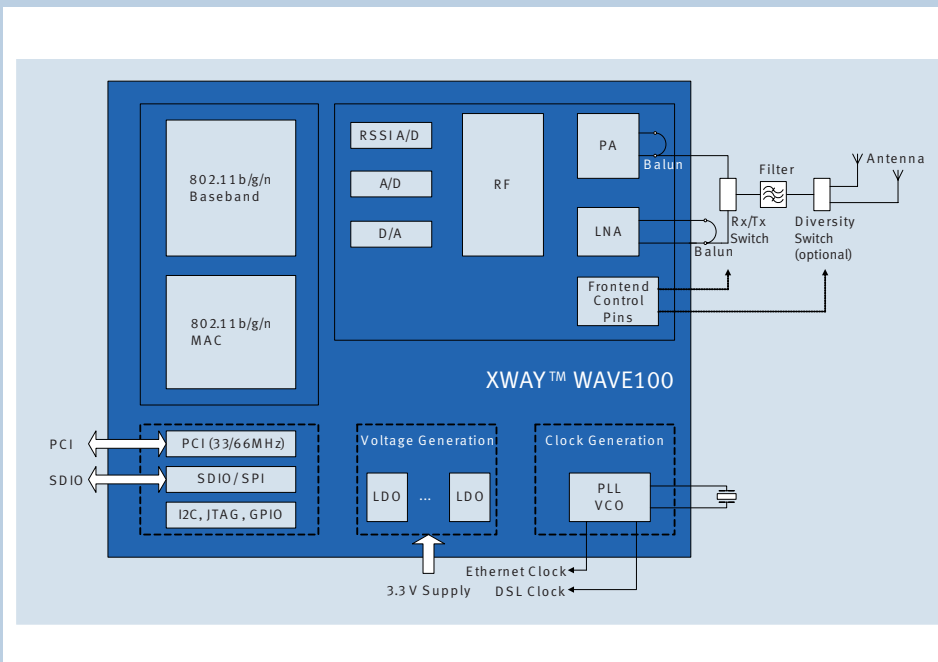 802.11 b/g/n
Baseband
802.11 b/g/n
MAC
RSSI A/D
A/D
D/A
RF
PA
LNA
Frontend
Control
Pins
Balun
Balun
Rx/Tx
Switch
Filter
Diversity
Switch
(optional)
Antenna
XWAY™ WAVE100
PCI
SDIO
PCI (33/66MHz)
SDIO/SPI
I2C, JTAG, GPIO
Voltage Generation
LDO
...
LDO
3.3 V Supply
Clock Generation
PLL
VCO
Ethernet Clock
DSL Clock